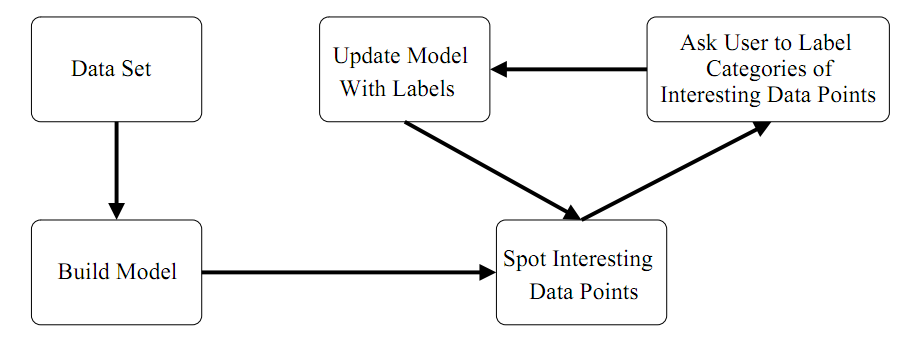 Data Set
Update Model
With Labels
Ask User to Label
Categories of
Interesting Data Points
Build Model
Spot Interesting
Data Points